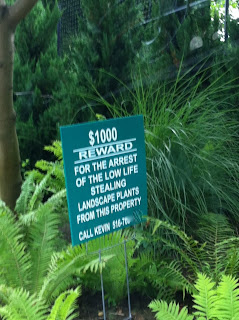 $1000
REWARD
FOR THE ARREST
OF THE LOW LIFE
STEALING
LANDSCAPE PLANTS
FROM THIS PROPERTY
CALL KEVIN